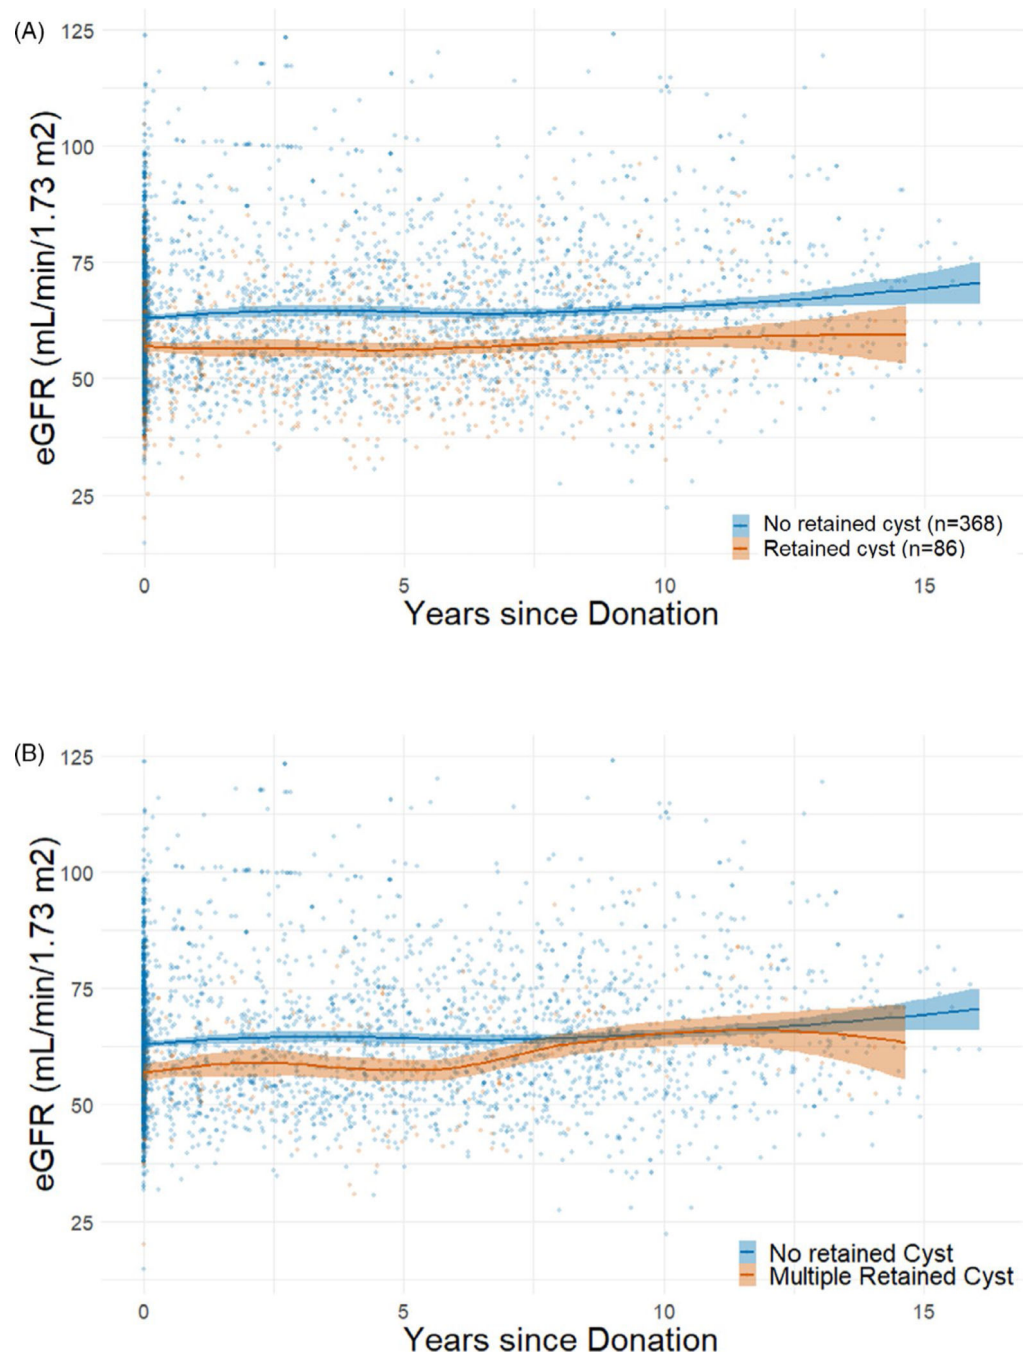 (A)
125
100
75
50
25
eGFR (mL/min/1.73 m2)
No retained cyst (n=368)
Retained cyst (n=86)
0 5 10 15
Years since Donation
(B)
125
100
75
50
25
eGFR (mL/min/1.73 m2)
No retained Cyst
Multiple Retained Cyst
0 5 10 15
Years since Donation